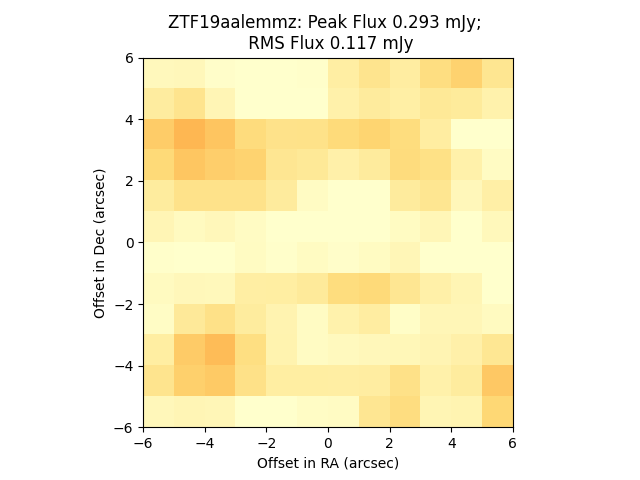 ZTF19aalemmz: Peak Flux 0.293 mJy;
RMS Flux 0.117 mJy
6
4
2
0
−2
−4
−6
Offset in Dec (arcsec)
−6 −4 −2 0 2 4 6
Offset in RA (arcsec)